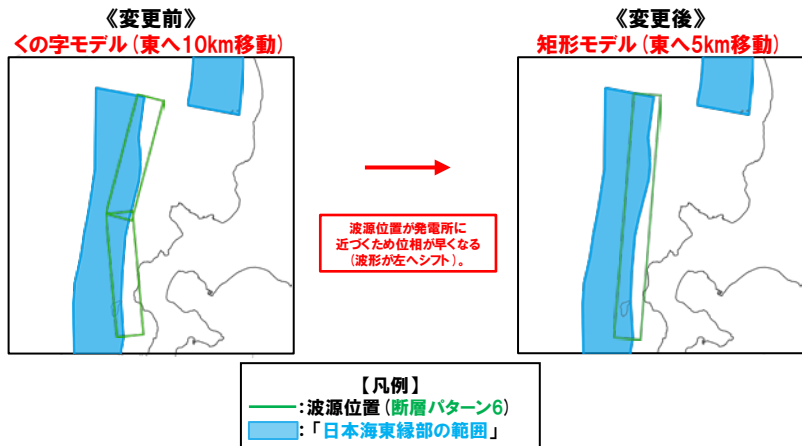 《変更前》
くの字モデル(東へ10km移動)
《変更後》
矩形モデル(東へ5km移動)
波源位置が発電所に
近づくため位相が早くなる
(波形が左へシフト)。
【凡例】
:波源位置(断層パターン6)
:「日本海東縁部の範囲」